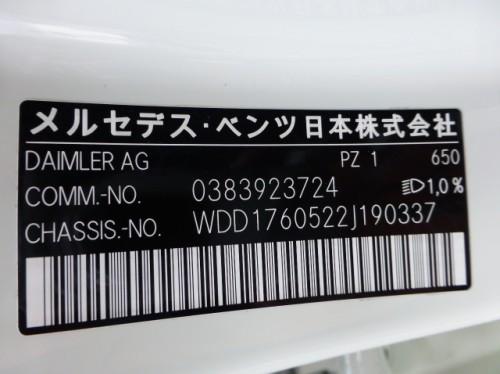 メルセデス・ベンツ日本株式会社
DAIMLER AG PZ 1 650
COMM.-NO. 0383923724 1,0%
CHASSIS.-NO. WDD1760522J190337